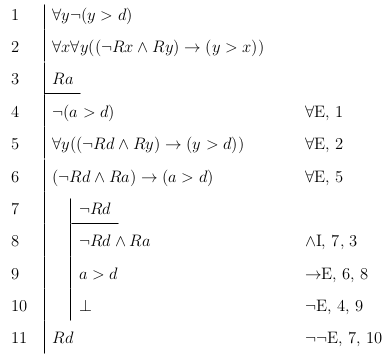 1 ∀y¬(y > d)
2 ∀x∀y((¬Rx ∧ Ry) → (y > x))
3 Ra
4 ¬(a > d) ∀E, 1
5 ∀y((¬Rd ∧ Ry) → (y > d)) ∀E, 2
6 (¬Rd ∧ Ra) → (a > d) ∀E, 5
7 ¬Rd
8 ¬Rd ∧ Ra ∧I, 7, 3
9 a > d →E, 6, 8
10 ⊥ ¬E, 4, 9
11 Rd ¬¬E, 7, 10